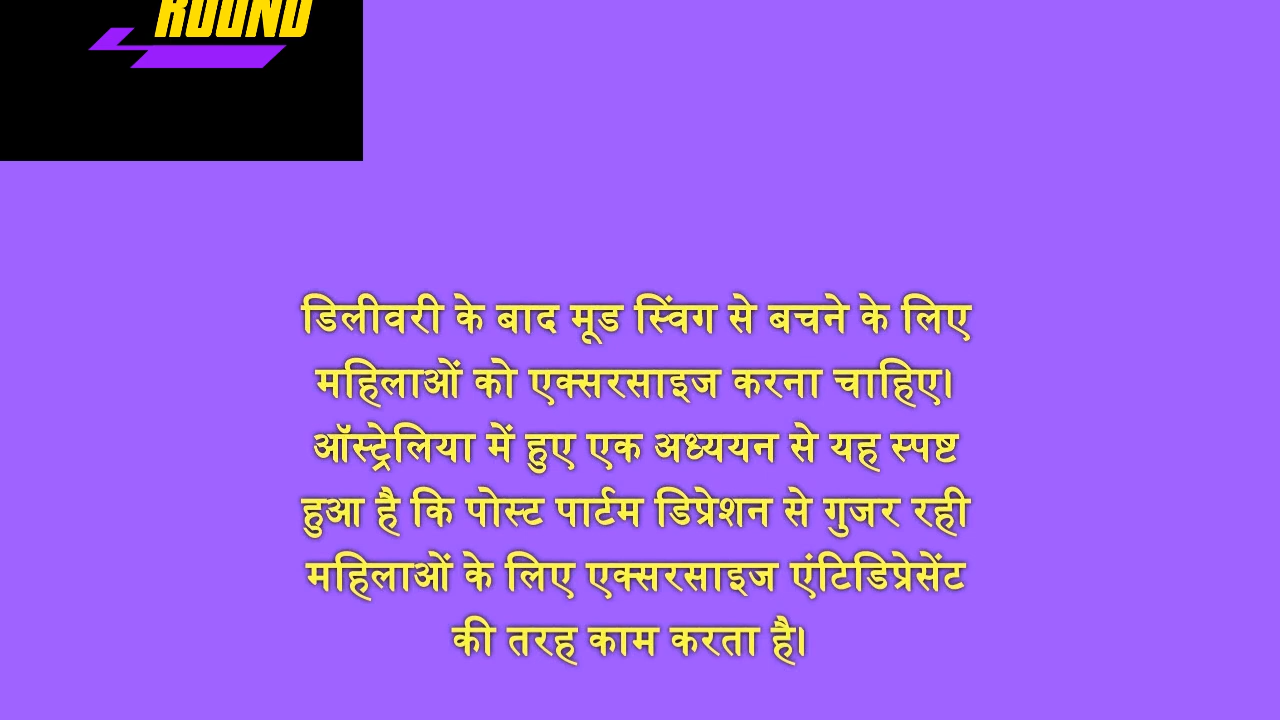 ROUND
डिलीवरी के बाद मूड स्विंग से बचने के लिए
महिलाओं को एक्सरसाइज करना चाहिए।
ऑस्ट्रेलिया में हुए एक अध्ययन से यह स्पष्ट
हुआ है कि पोस्ट पार्टम डिप्रेशन से गुजर रही
महिलाओं के लिए एक्सरसाइज एंटिडिप्रेसेंट
की तरह काम करता है।